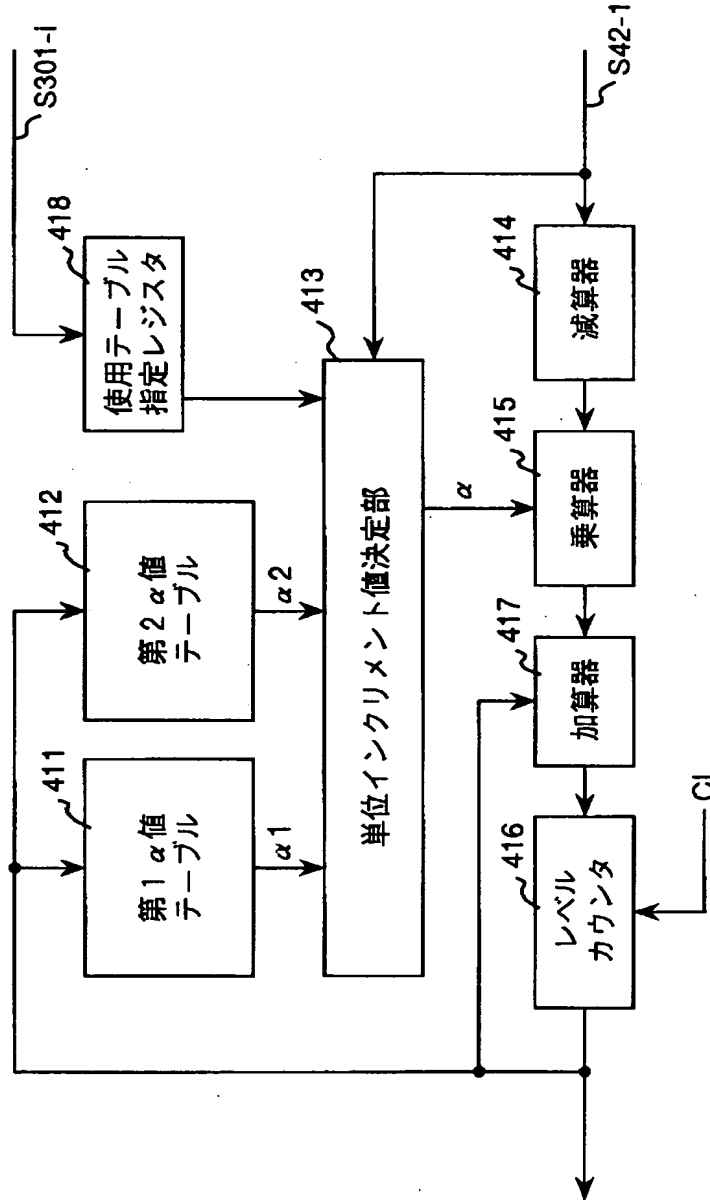 S301-I
418
使用テーブル
指定レジスタ
412
第2α値
テーブル
411
第1α値
テーブル
α2
α1
413
単位インクリメント値決定部
α
S42-1
414
減算器
415
乗算器
417
加算器
416
レベル
カウンタ
CI